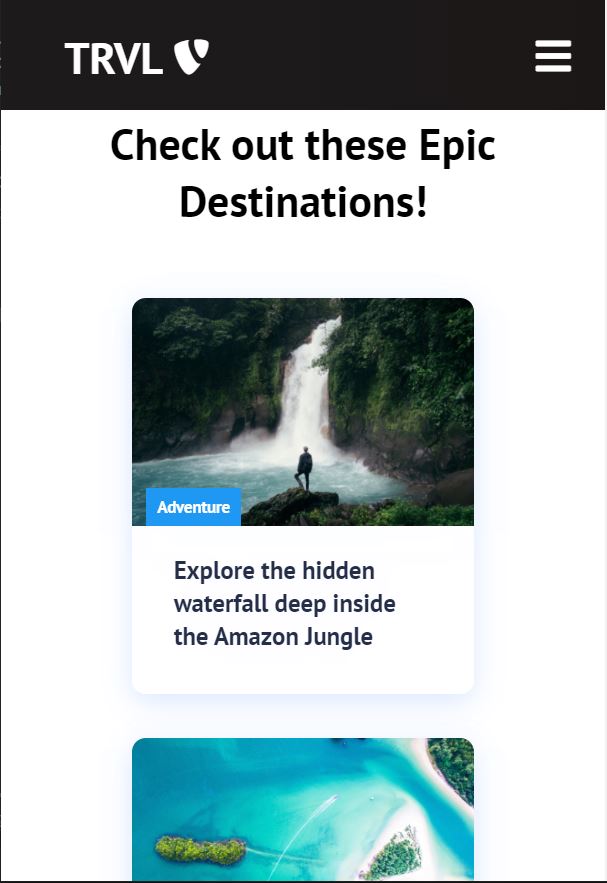 TRVL
Check out these Epic
Destinations!
Adventure
Explore the hidden
waterfall deep inside
the Amazon Jungle